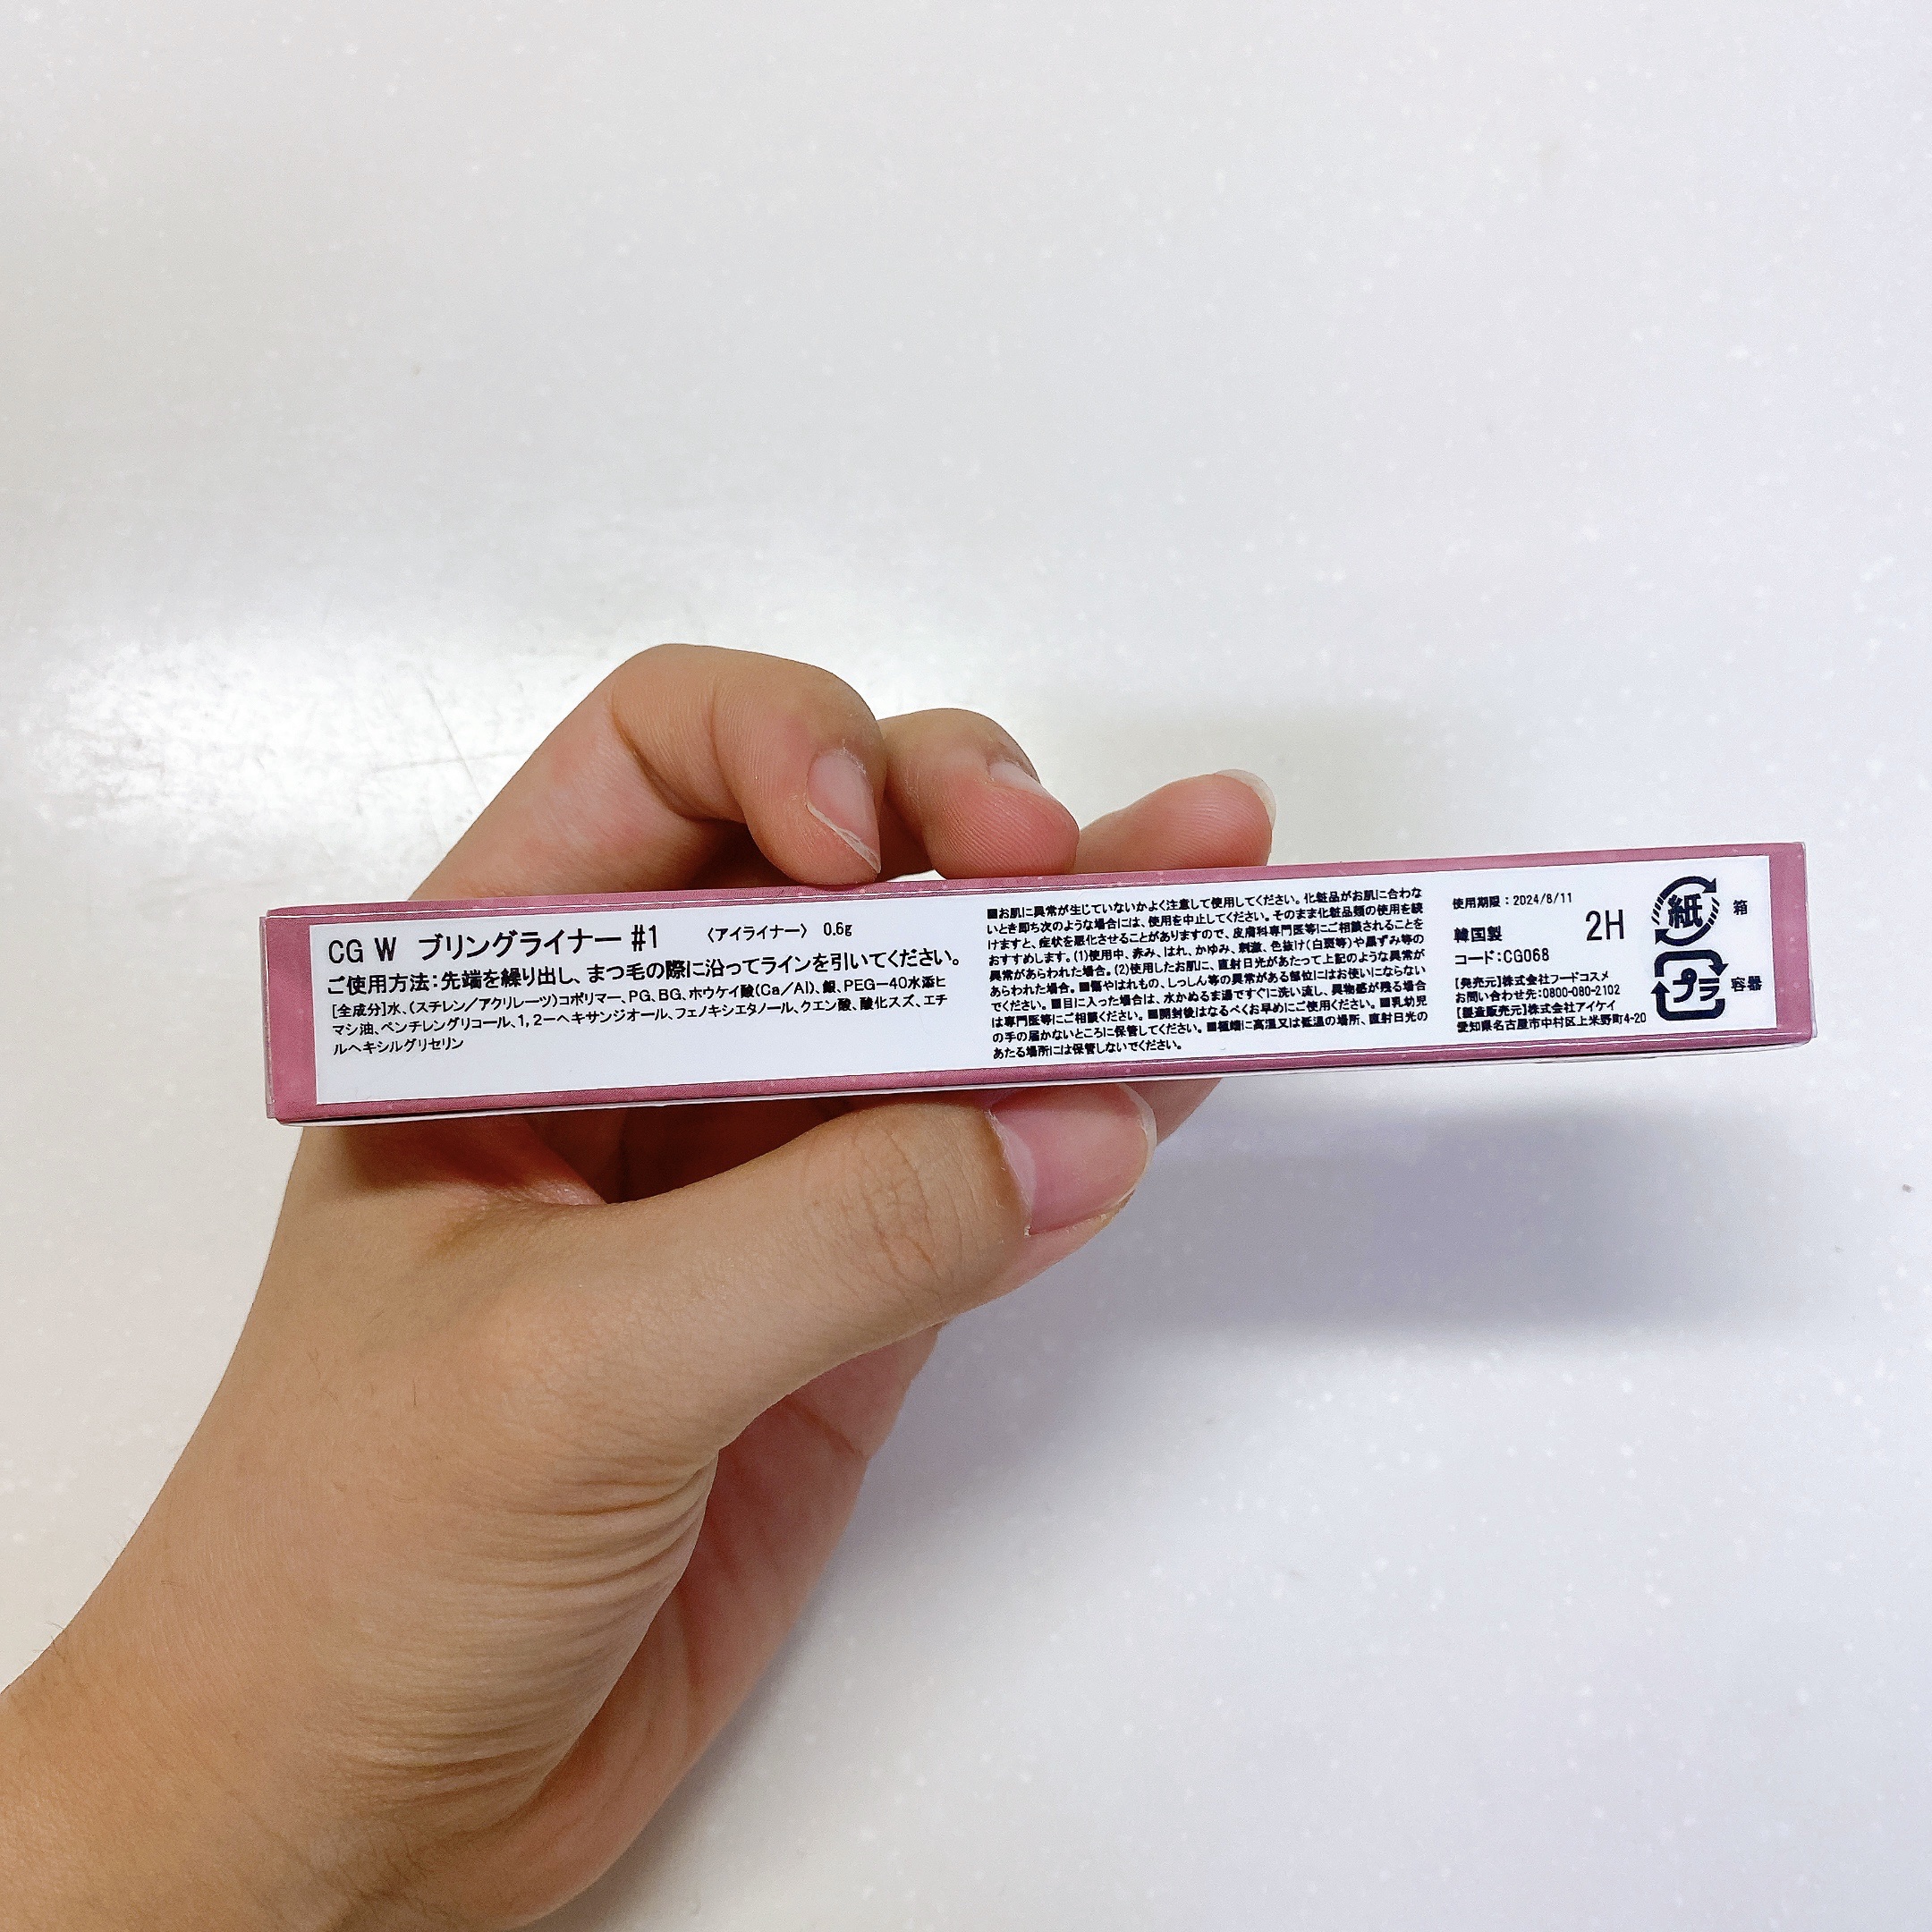 CG W ブリングライナー #1 〈アイライナー〉 0.6g
ご使用方法:先端を繰り出し、まつ毛の際に沿ってラインを引いてください。
[全成分]水、(スチレン/アクリレーツ)コポリマー、PG、BG、ホウケイ酸(Ca/Al)、銀、PEG-40水添ヒ
マシ油、ペンチレングリコール、1,2-ヘキサンジオール、フェノキシエタノール、クエン酸、酸化スズ、エチ
ルヘキシルグリセリン
■お肌に異常が生じていないかよく注意して使用してください。化粧品がお肌に合わな
いとき即ち次のような場合には、使用を中止してください。そのまま化粧品類の使用を続
けますと、症状を悪化させることがありますので、皮膚科専門医等にご相談されることを
おすすめします。(1)使用中、赤み、はれ、かゆみ、刺激、色抜け(白斑等)や黒ずみ等の
異常があらわれた場合。(2)使用したお肌に、直射日光があたって上記のような異常が
あらわれた場合。■傷やはれもの、しっしん等の異常がある部位にはお使いにならない
でください。■目に入った場合は、水かぬるま湯ですぐに洗い流し、異物感が残る場合
は専門医等にご相談ください。■開封後はなるべくお早めにご使用ください。■乳幼児
の手の届かないところに保管してください。■極端に高温又は低温の場所、直射日光の
あたる場所には保管しないでください。
使用期限:2024/8/11
韓国製 2H
コード:CG068
【発売元】株式会社フードコスメ
お問い合わせ先:0800-080-2102
【製造販売元】株式会社アイケイ
愛知県名古屋市中村区上米野町4-20
紙 箱
プラ 容器